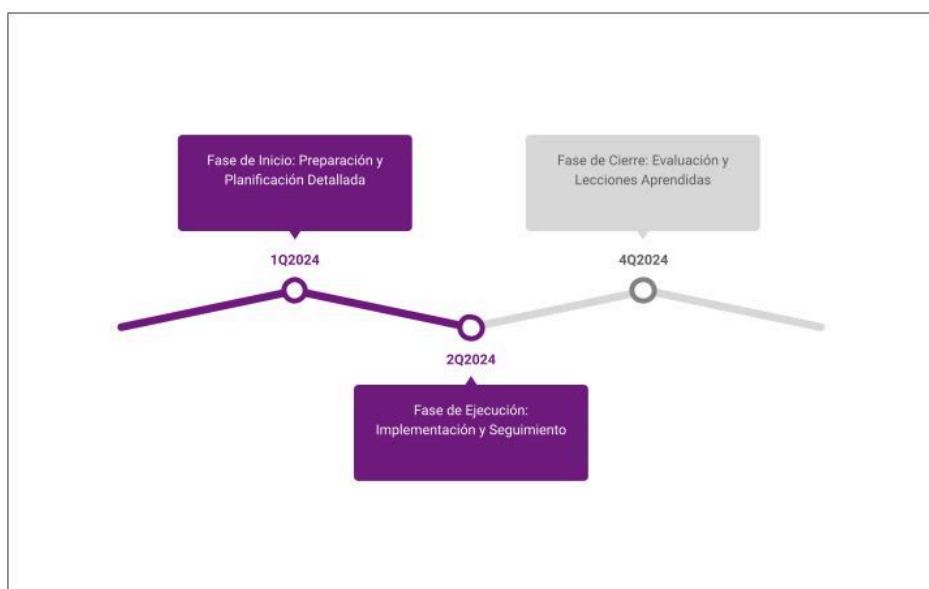 Fase de Inicio: Preparación y
Planificación Detallada
1Q2024
Fase de Cierre: Evaluación y
Lecciones Aprendidas
4Q2024
2Q2024
Fase de Ejecución:
Implementación y Seguimiento